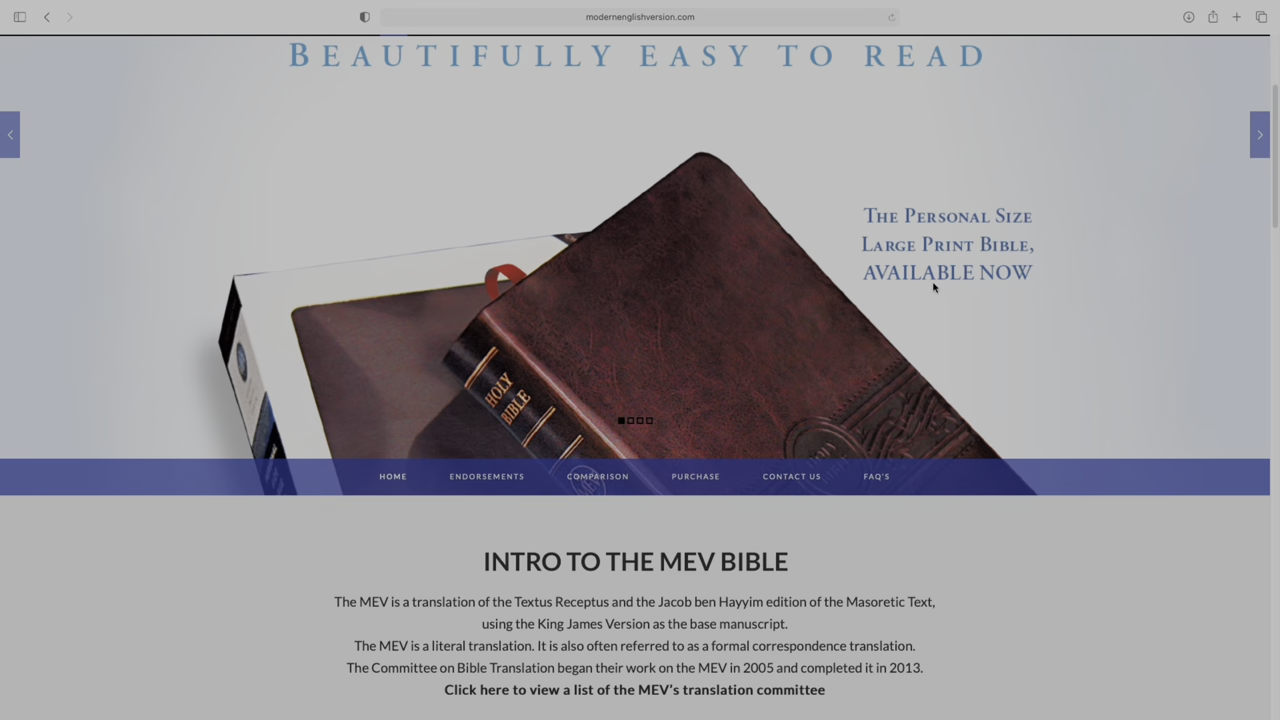 modernenglishversion.com
BEAUTIFULLY EASY TO READ
THE PERSONAL SIZE
LARGE PRINT BIBLE,
AVAILABLE NOW
HOLY
BIBLE
HOME ENDORSEMENTS COMPARISON PURCHASE CONTACT US FAQ'S
INTRO TO THE MEV BIBLE
The MEV is a translation of the Textus Receptus and the Jacob ben Hayyim edition of the Masoretic Text,
using the King James Version as the base manuscript.
The MEV is a literal translation. It is also often referred to as a formal correspondence translation.
The Committee on Bible Translation began their work on the MEV in 2005 and completed it in 2013.
Click here to view a list of the MEV's translation committee